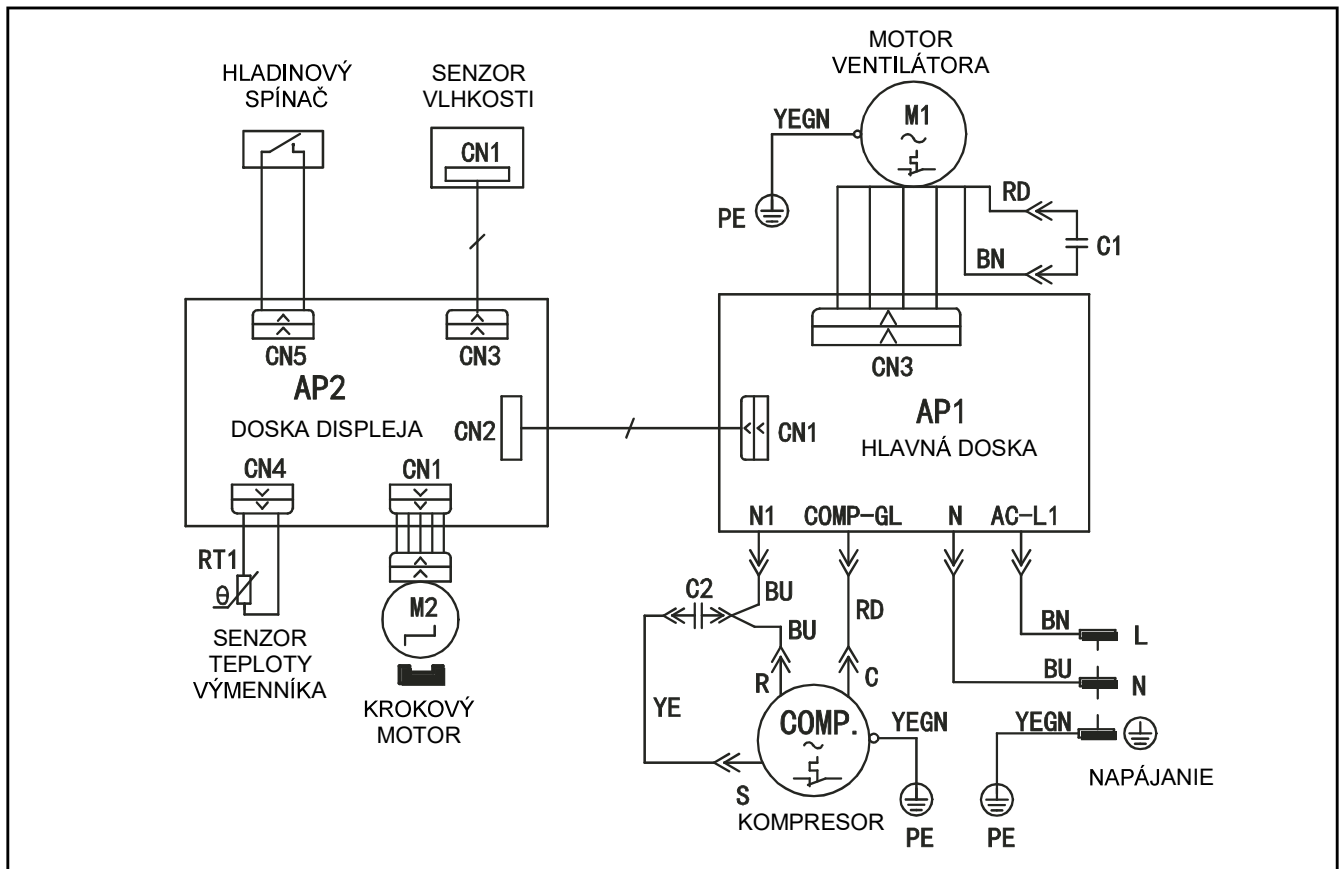 HLADINOVÝ
SPÍNAČ
SENZOR
VLHKOSTI
CN1
MOTOR
VENTILÁTORA
M1
YEGN
PE
RD
BN
C1
CN5
CN3
AP2
DOSKA DISPLEJA
CN2
CN4
CN1
CN3
AP1
HLAVNÁ DOSKA
CN1
N1
COMP-GL
N
AC-L1
RT1
θ
SENZOR
TEPLOTY
VÝMENNÍKA
M2
KROKOVÝ
MOTOR
C2
BU
BU
RD
R
C
YE
S
COMP.
YEGN
PE
KOMPRESOR
BN
L
BU
N
YEGN
PE
NAPÁJANIE